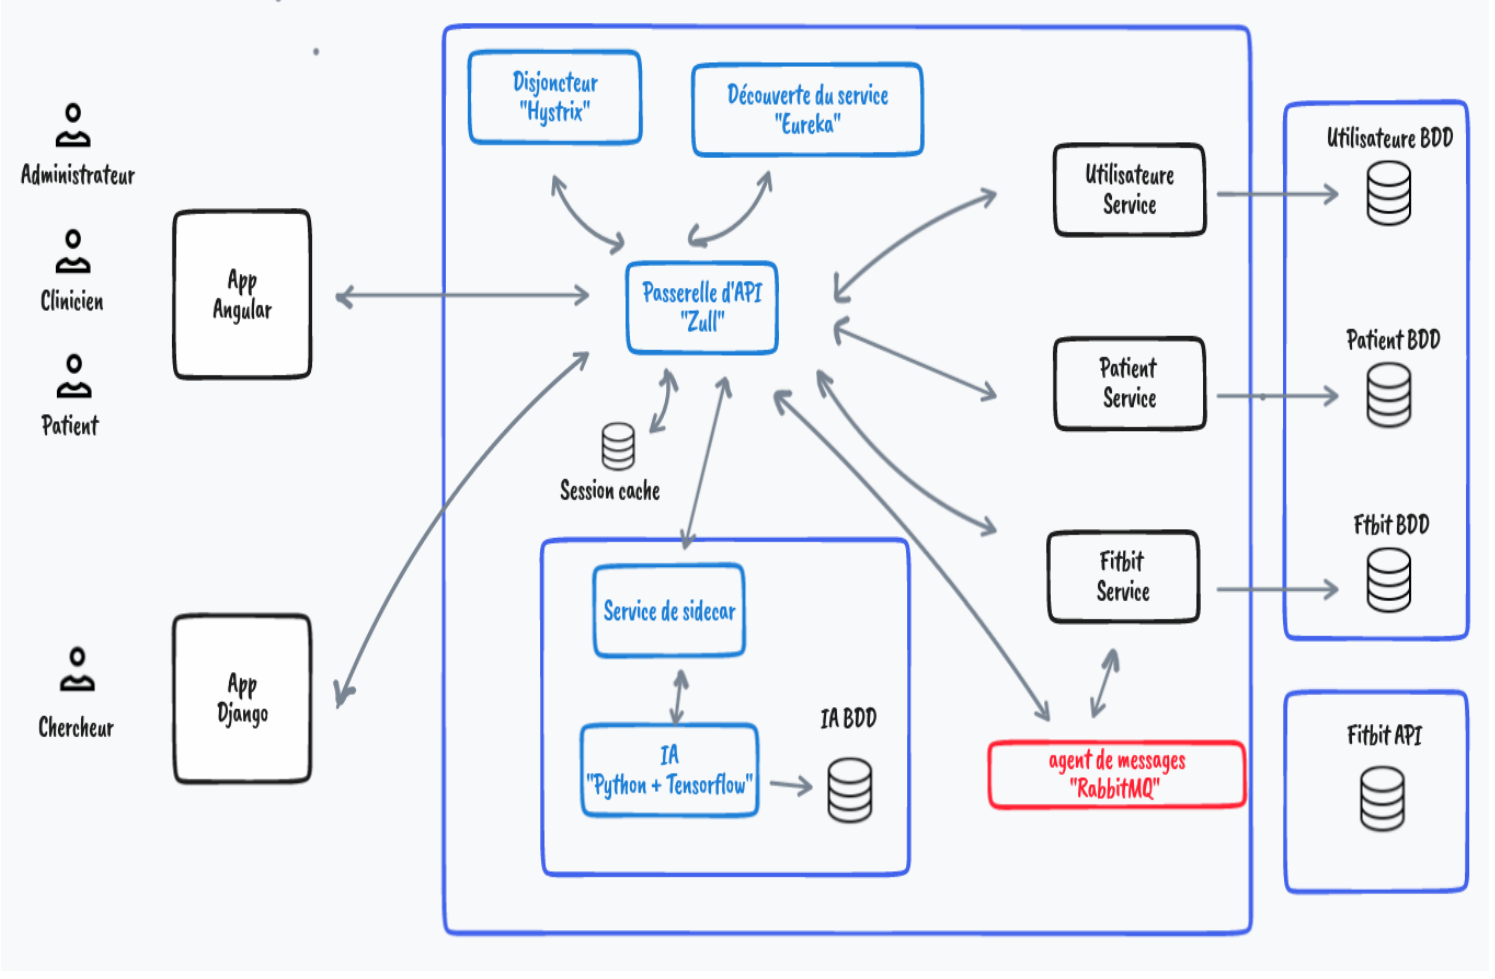 Administrateur
Clinicien
Patient
Chercheur
App
Angular
App
Django
Disjoncteur
"Hystrix"
Découverte du service
"Eureka"
Passerelle d'API
"Zull"
Session cache
Service de sidecar
IA
"Python + Tensorflow"
IA BDD
Utilisateure
Service
Patient
Service
Fitbit
Service
agent de messages
"RabbitMQ"
Utilisateure BDD
Patient BDD
Ftbit BDD
Fitbit API